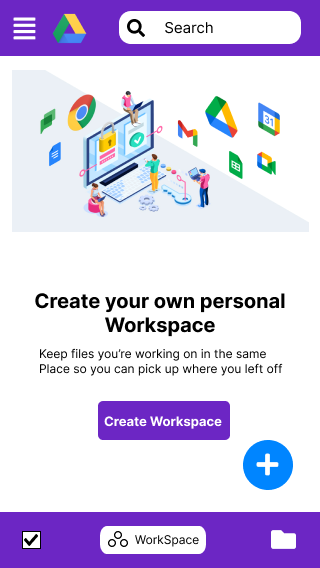 Search
31
Create your own personal
Workspace
Keep files you're working on in the same
Place so you can pick up where you left off
Create Workspace
WorkSpace